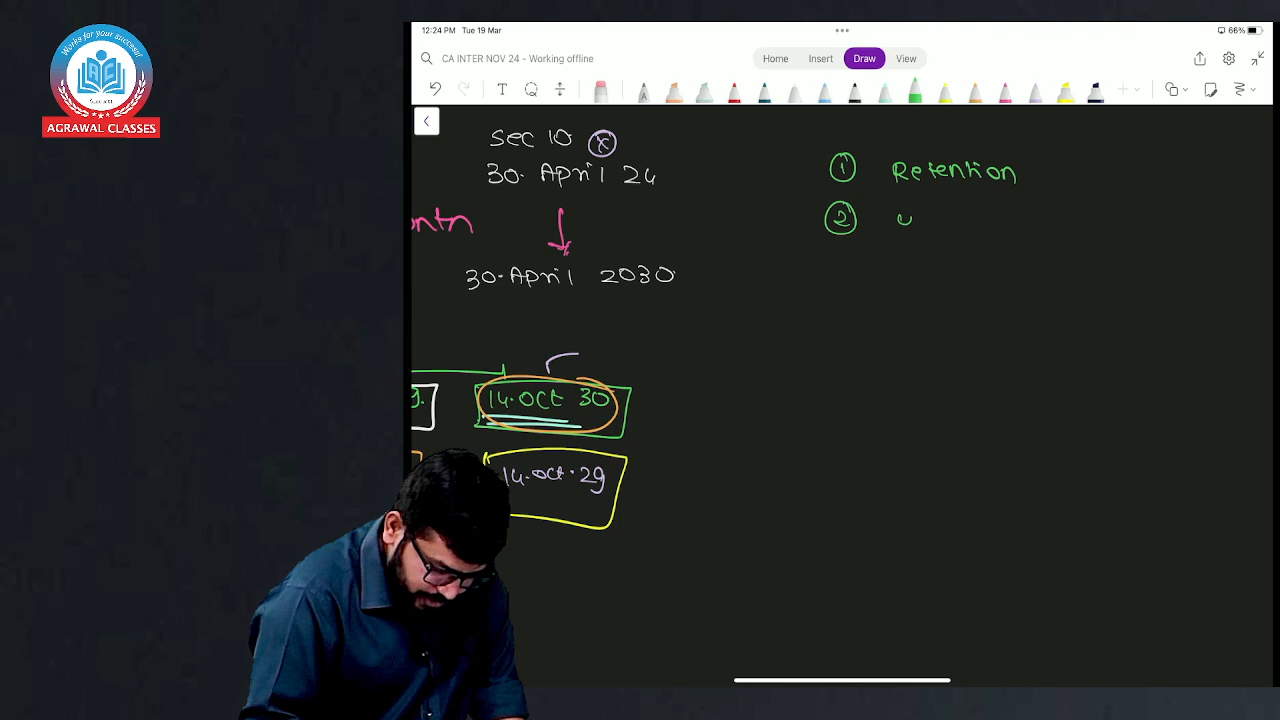 Works for your successful
AC
AGRAWAL CLASSES
12:24 PM Tue 19 Mar
66%
CA INTER NOV 24 - Working offline
Home Insert Draw View
Sec 10 x
30. April 24
30. April 2030
① Retention
②
14. Oct 30
14. Oct. 29